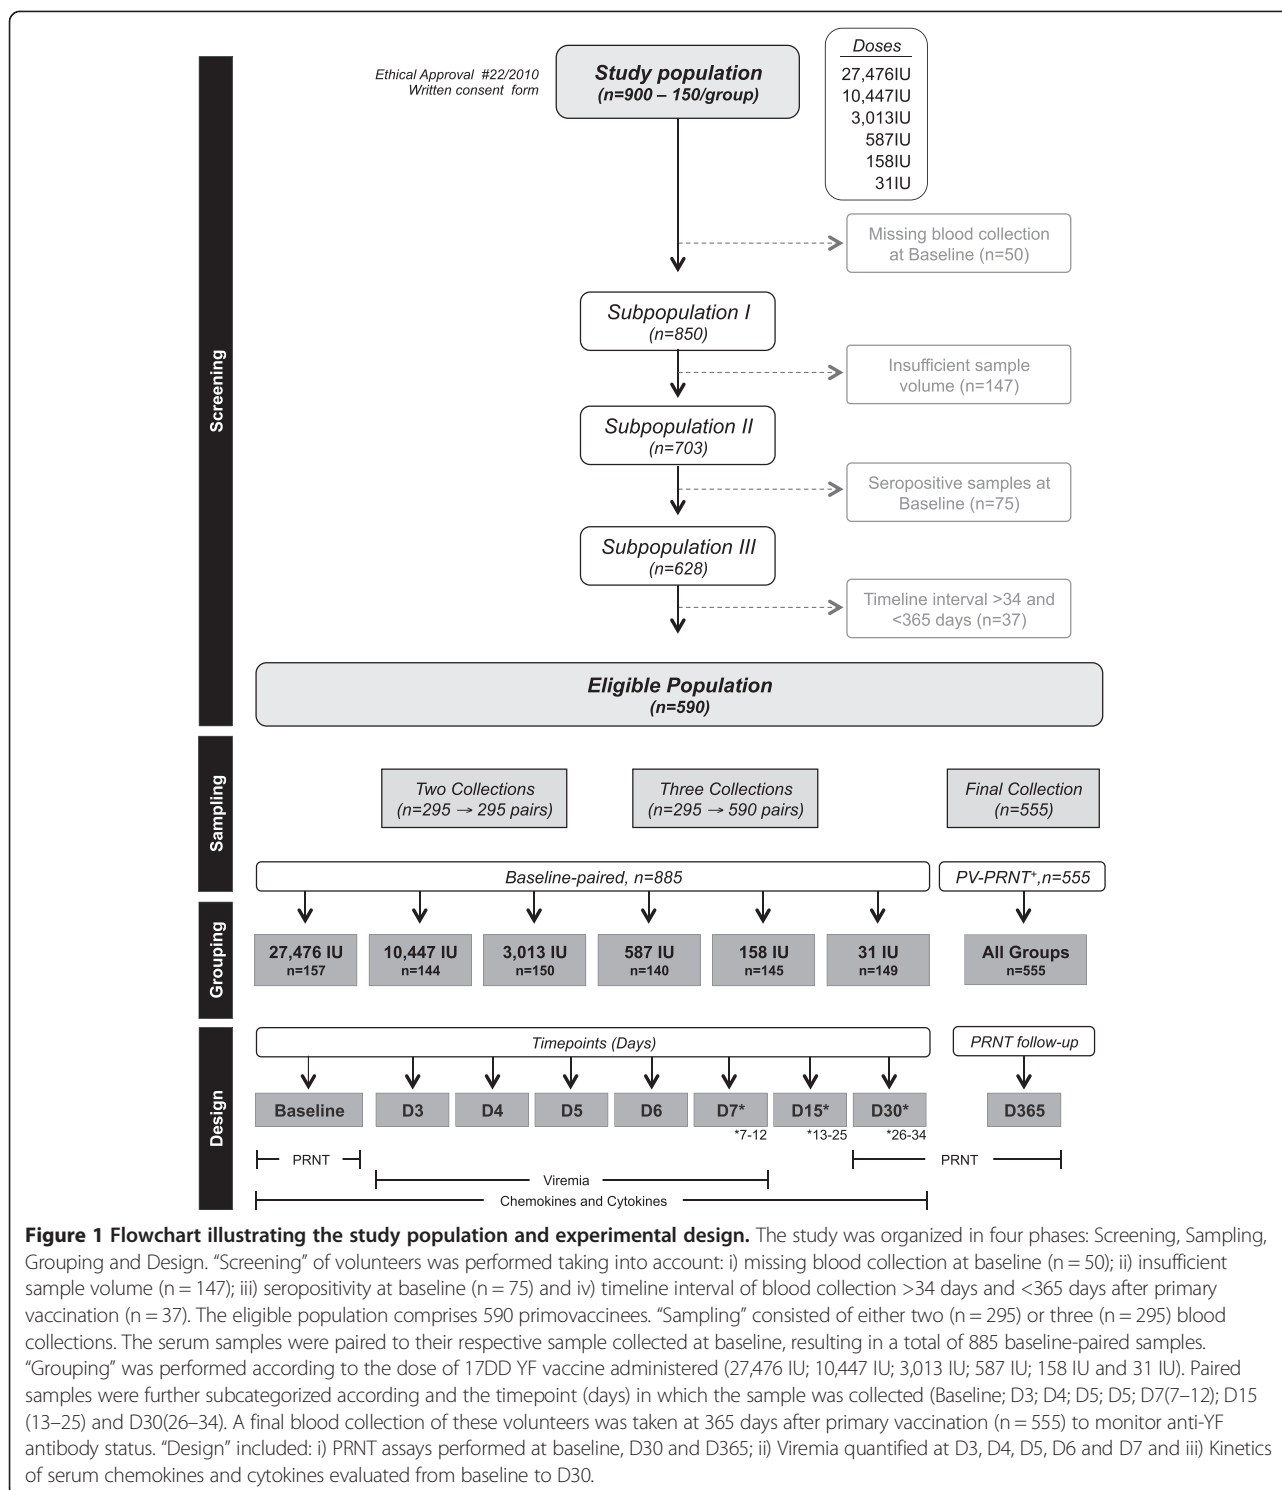 Ethical Approval #22/2010
Written consent form
Study population
(n=900 – 150/group)
Doses
27,476IU
10,447IU
3,013IU
587IU
158IU
31IU
Screening
Missing blood collection
at Baseline (n=50)
Subpopulation I
(n=850)
Insufficient sample
volume (n=147)
Subpopulation II
(n=703)
Seropositive samples at
Baseline (n=75)
Subpopulation III
(n=628)
Timeline interval >34 and
<365 days (n=37)
Eligible Population
(n=590)
Sampling
Two Collections
(n=295 → 295 pairs)
Three Collections
(n=295 → 590 pairs)
Final Collection
(n=555)
Baseline-paired, n=885
PV-PRNT⁺,n=555
Grouping
27,476 IU
n=157
10,447 IU
n=144
3,013 IU
n=150
587 IU
n=140
158 IU
n=145
31 IU
n=149
All Groups
n=555
Design
Timepoints (Days)
PRNT follow-up
Baseline
D3
D4
D5
D6
D7*
D15*
D30*
D365
*7-12
*13-25
*26-34
PRNT
PRNT
Viremia
Chemokines and Cytokines
Figure 1 Flowchart illustrating the study population and experimental design. The study was organized in four phases: Screening, Sampling,
Grouping and Design. “Screening” of volunteers was performed taking into account: i) missing blood collection at baseline (n = 50); ii) insufficient
sample volume (n = 147); iii) seropositivity at baseline (n = 75) and iv) timeline interval of blood collection >34 days and <365 days after primary
vaccination (n = 37). The eligible population comprises 590 primovaccinees. “Sampling” consisted of either two (n = 295) or three (n = 295) blood
collections. The serum samples were paired to their respective sample collected at baseline, resulting in a total of 885 baseline-paired samples.
“Grouping” was performed according to the dose of 17DD YF vaccine administered (27,476 IU; 10,447 IU; 3,013 IU; 587 IU; 158 IU and 31 IU). Paired
samples were further subcategorized according and the timepoint (days) in which the sample was collected (Baseline; D3; D4; D5; D5; D7(7–12); D15
(13–25) and D30(26–34). A final blood collection of these volunteers was taken at 365 days after primary vaccination (n = 555) to monitor anti-YF
antibody status. “Design” included: i) PRNT assays performed at baseline, D30 and D365; ii) Viremia quantified at D3, D4, D5, D6 and D7 and iii) Kinetics
of serum chemokines and cytokines evaluated from baseline to D30.